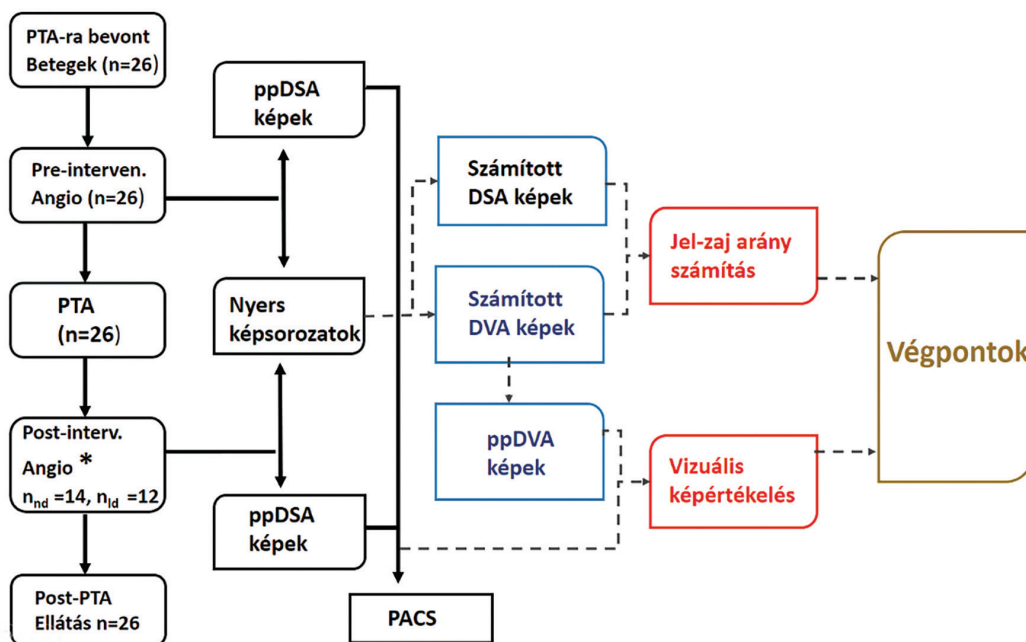 PTA-ra bevont
Betegek (n=26)
Pre-interven.
Angio (n=26)
PTA
(n=26)
Post-interv.
Angio *
nnd =14, nld =12
Post-PTA
Ellátás n=26
ppDSA
képek
Nyers
képsorozatok
ppDSA
képek
PACS
Számított
DSA képek
Számított
DVA képek
ppDVA
képek
Jel-zaj arány
számítás
Vizuális
képértékelés
Végpontok